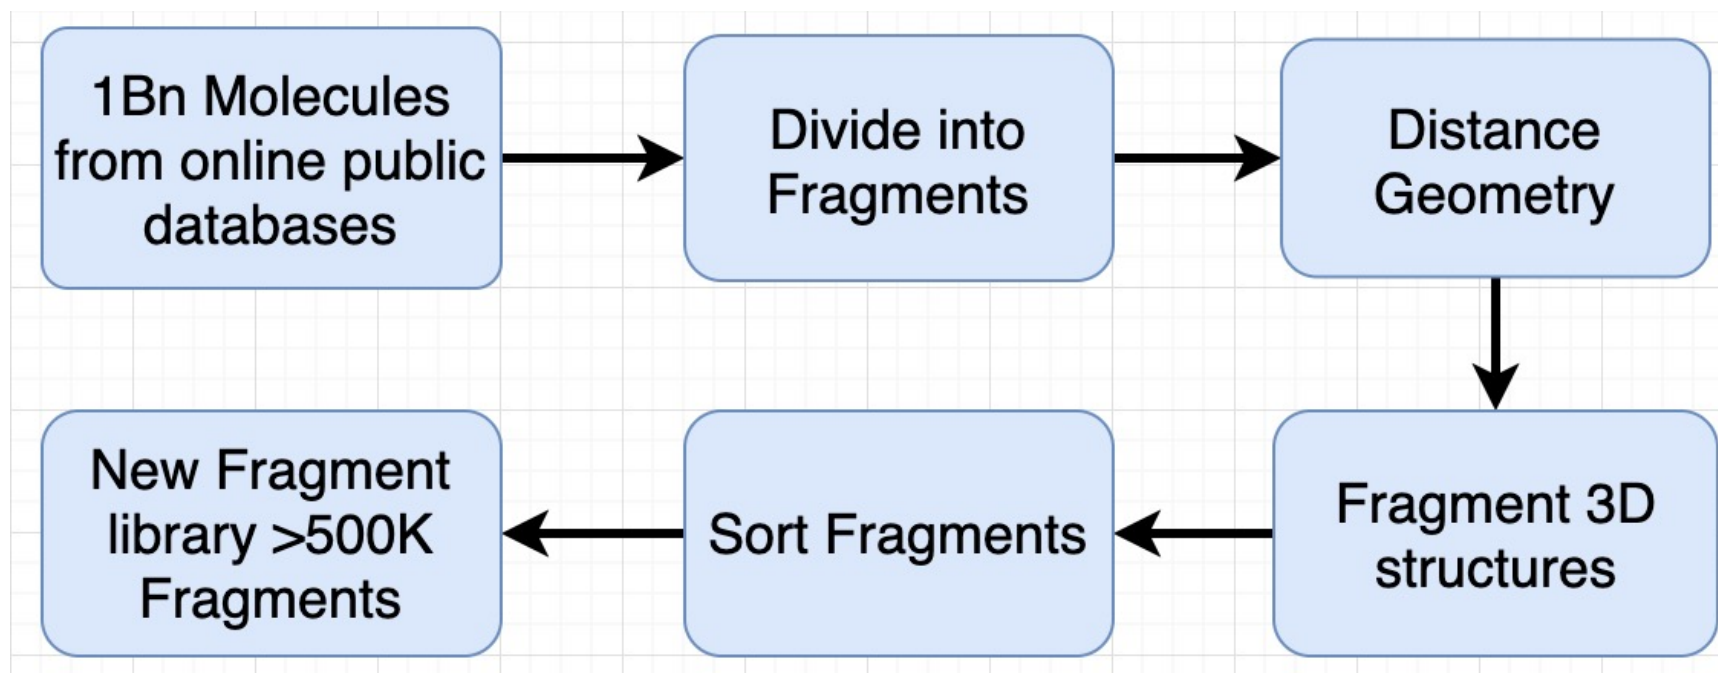 1Bn Molecules
from online public
databases
Divide into
Fragments
Distance
Geometry
Fragment 3D
structures
Sort Fragments
New Fragment
library >500K
Fragments